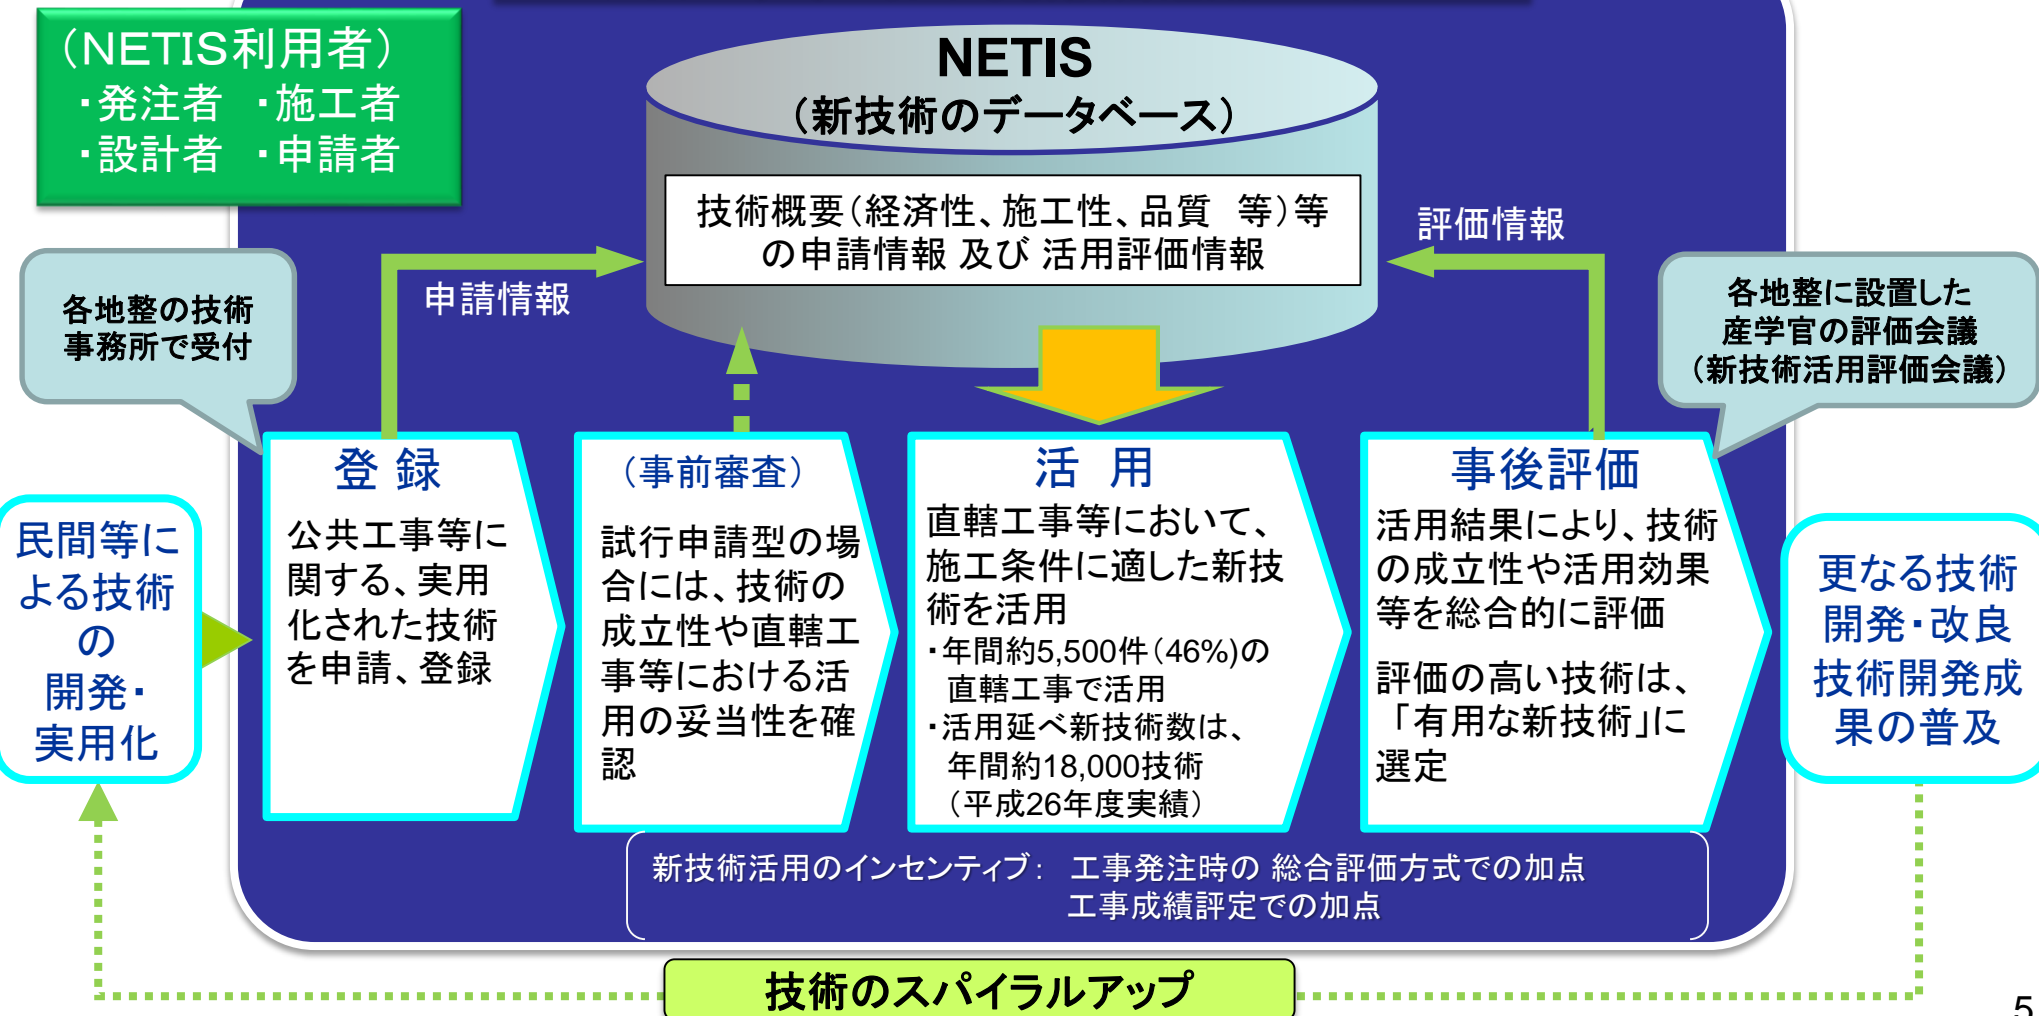 （NETIS利用者）
・発注者　・施工者
・設計者　・申請者
NETIS
（新技術のデータベース）
技術概要（経済性、施工性、品質　等）等
の申請情報 及び 活用評価情報
申請情報
評価情報
各地整の技術
事務所で受付
各地整に設置した
産学官の評価会議
（新技術活用評価会議）
民間等に
よる技術
の
開発・
実用化
登 録
公共工事等に
関する、実用
化された技術
を申請、登録
（事前審査）
試行申請型の場
合には、技術の
成立性や直轄工
事等における活
用の妥当性を確
認
活　用
直轄工事等において、
施工条件に適した新技
術を活用
・年間約5,500件（46%)の
直轄工事で活用
・活用延べ新技術数は、
年間約18,000技術
（平成26年度実績）
事後評価
活用結果により、技術
の成立性や活用効果
等を総合的に評価
評価の高い技術は、
「有用な新技術」に
選定
更なる技術
開発・改良
技術開発成
果の普及
新技術活用のインセンティブ：　工事発注時の 総合評価方式での加点
工事成績評定での加点
技術のスパイラルアップ
5